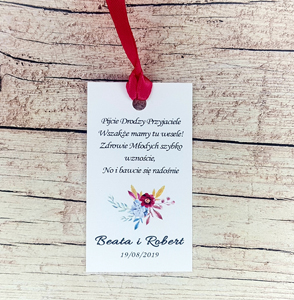 Pijcie Drodzy Przyjaciele
Wszakże mamy tu wesele!
Zdrowie Młodych szybko
wznoście,
No i bawcie się radośnie
Beata i Robert
19/08/2019